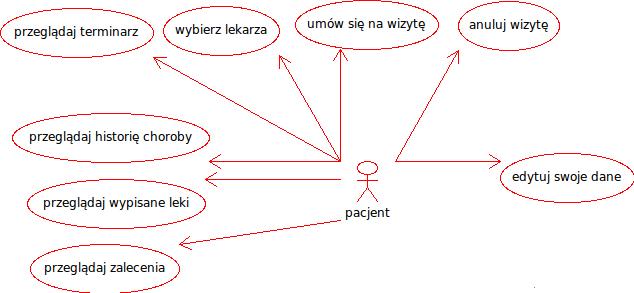 przeglądaj terminarz
wybierz lekarza
umów się na wizytę
anuluj wizytę
przeglądaj historię choroby
edytuj swoje dane
przeglądaj wypisane leki
pacjent
przeglądaj zalecenia